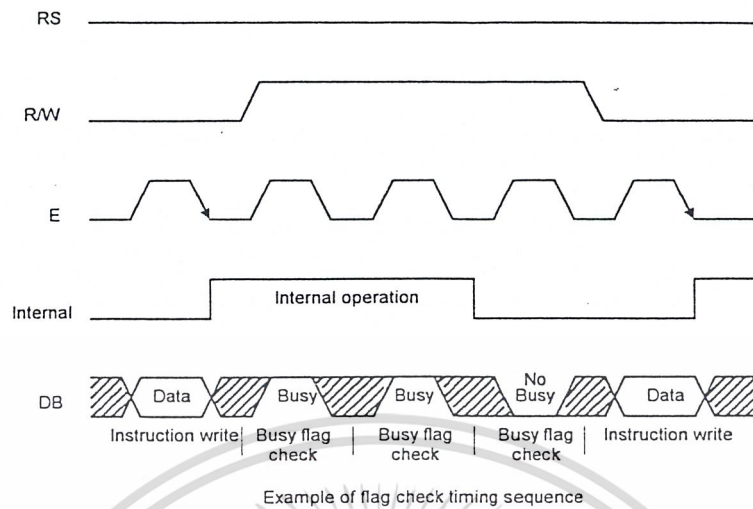 RS
R/W
E
Internal
Internal operation
DB
Data
Busy
Busy
No
Busy
Data
Instruction write
Busy flag
check
Busy flag
check
Busy flag
check
Instruction write
Example of flag check timing sequence